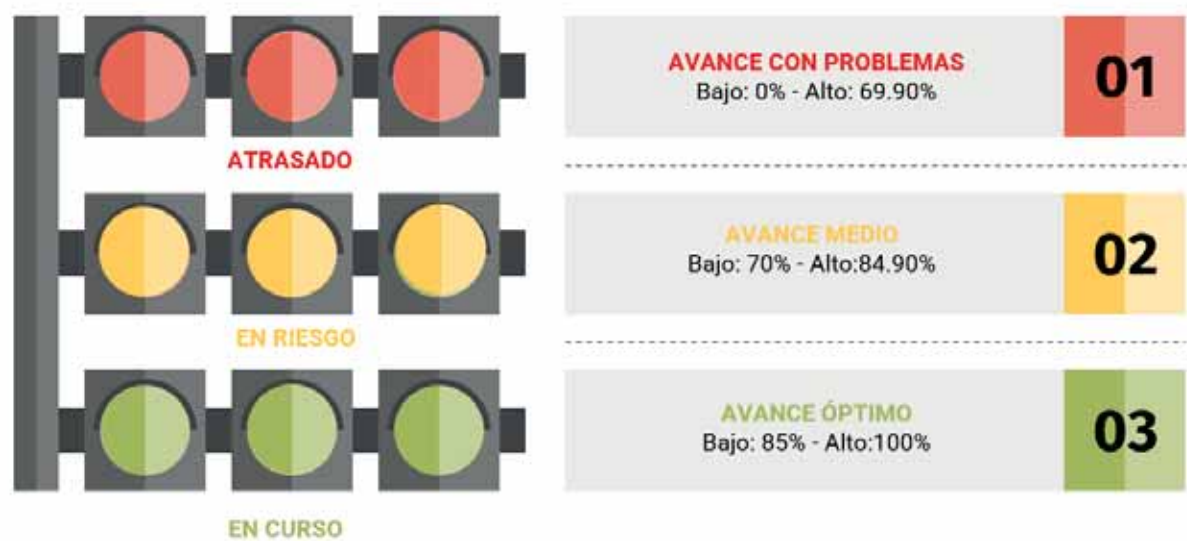 AVANCE CON PROBLEMAS
Bajo: 0% - Alto: 69.90%
01
ATRASADO
AVANCE MEDIO
Bajo: 70% - Alto:84.90%
02
EN RIESGO
AVANCE ÓPTIMO
Bajo: 85% - Alto:100%
03
EN CURSO